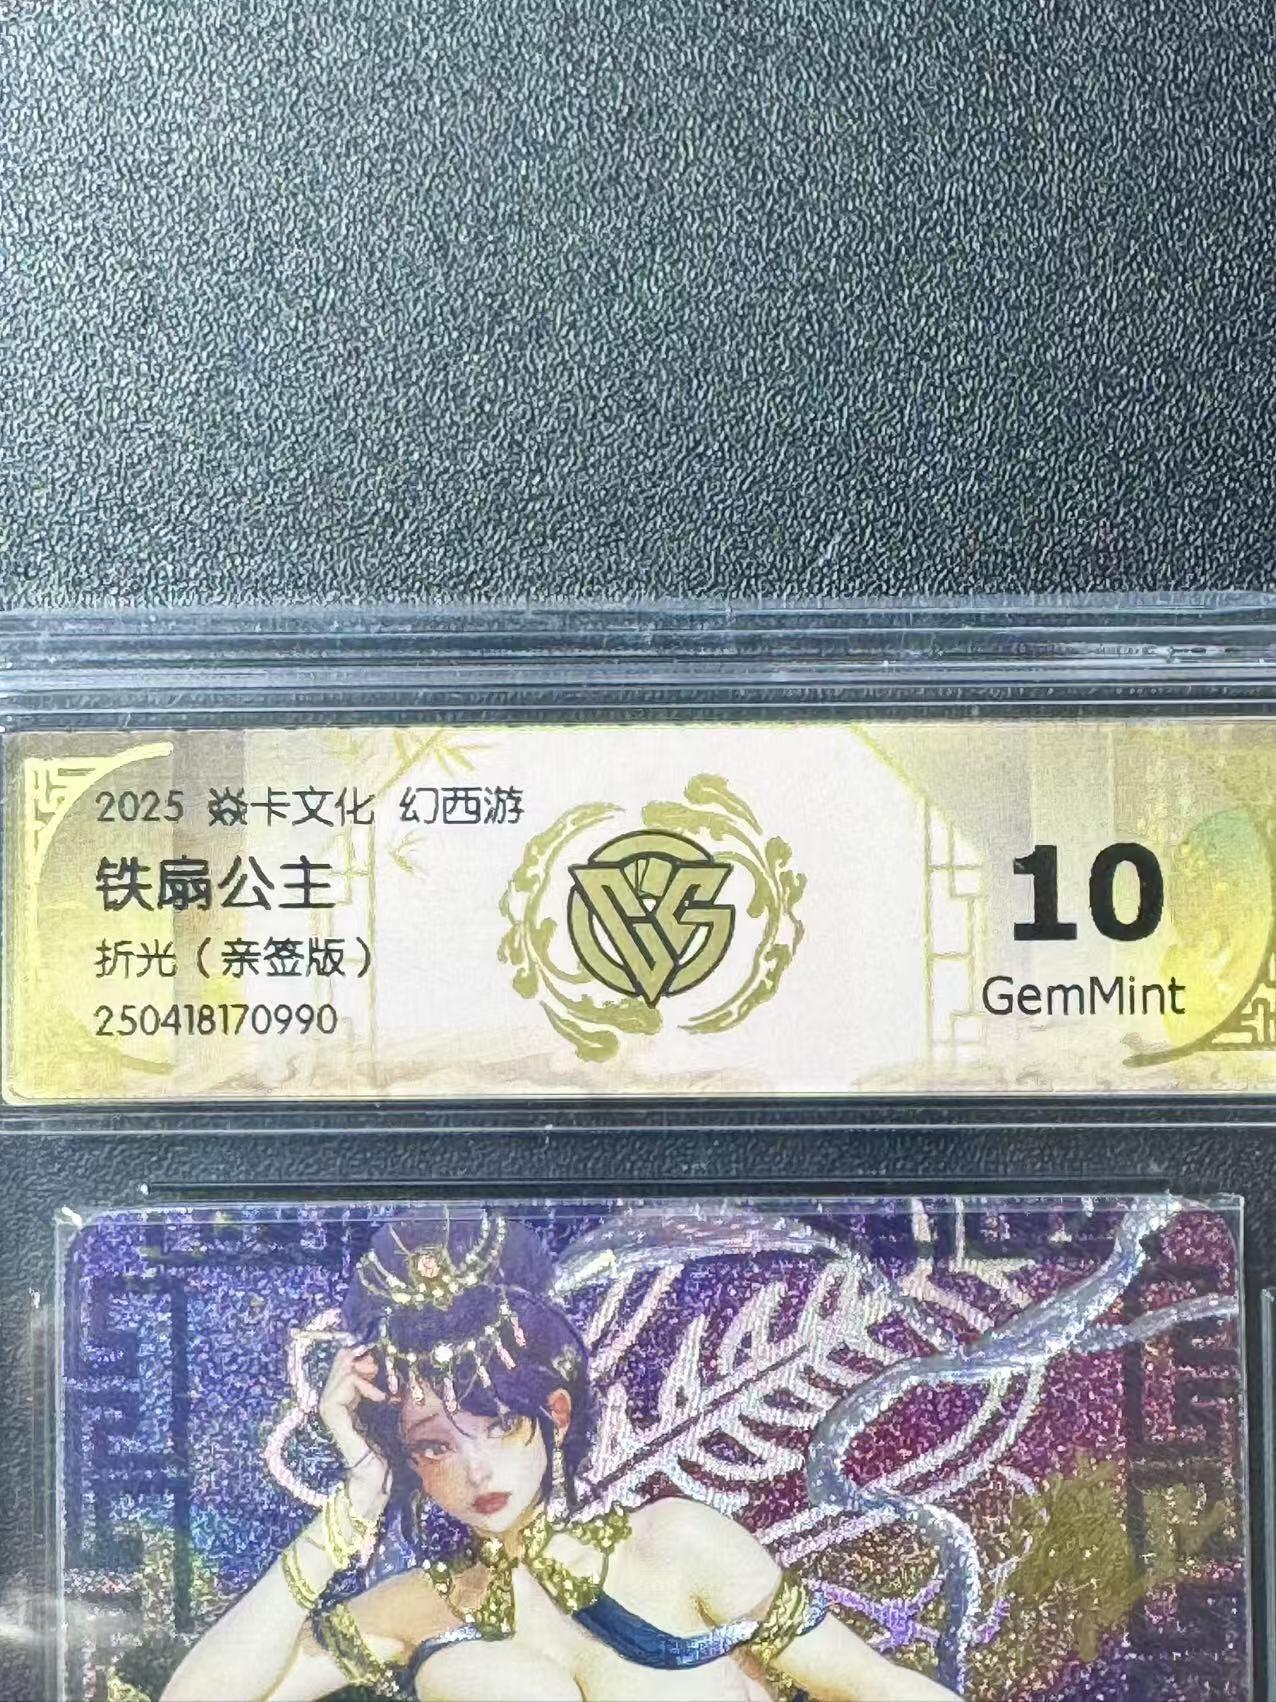 2025 焱卡文化 幻西游
铁扇公主
折光（亲签版）
250418170990
10
GemMint